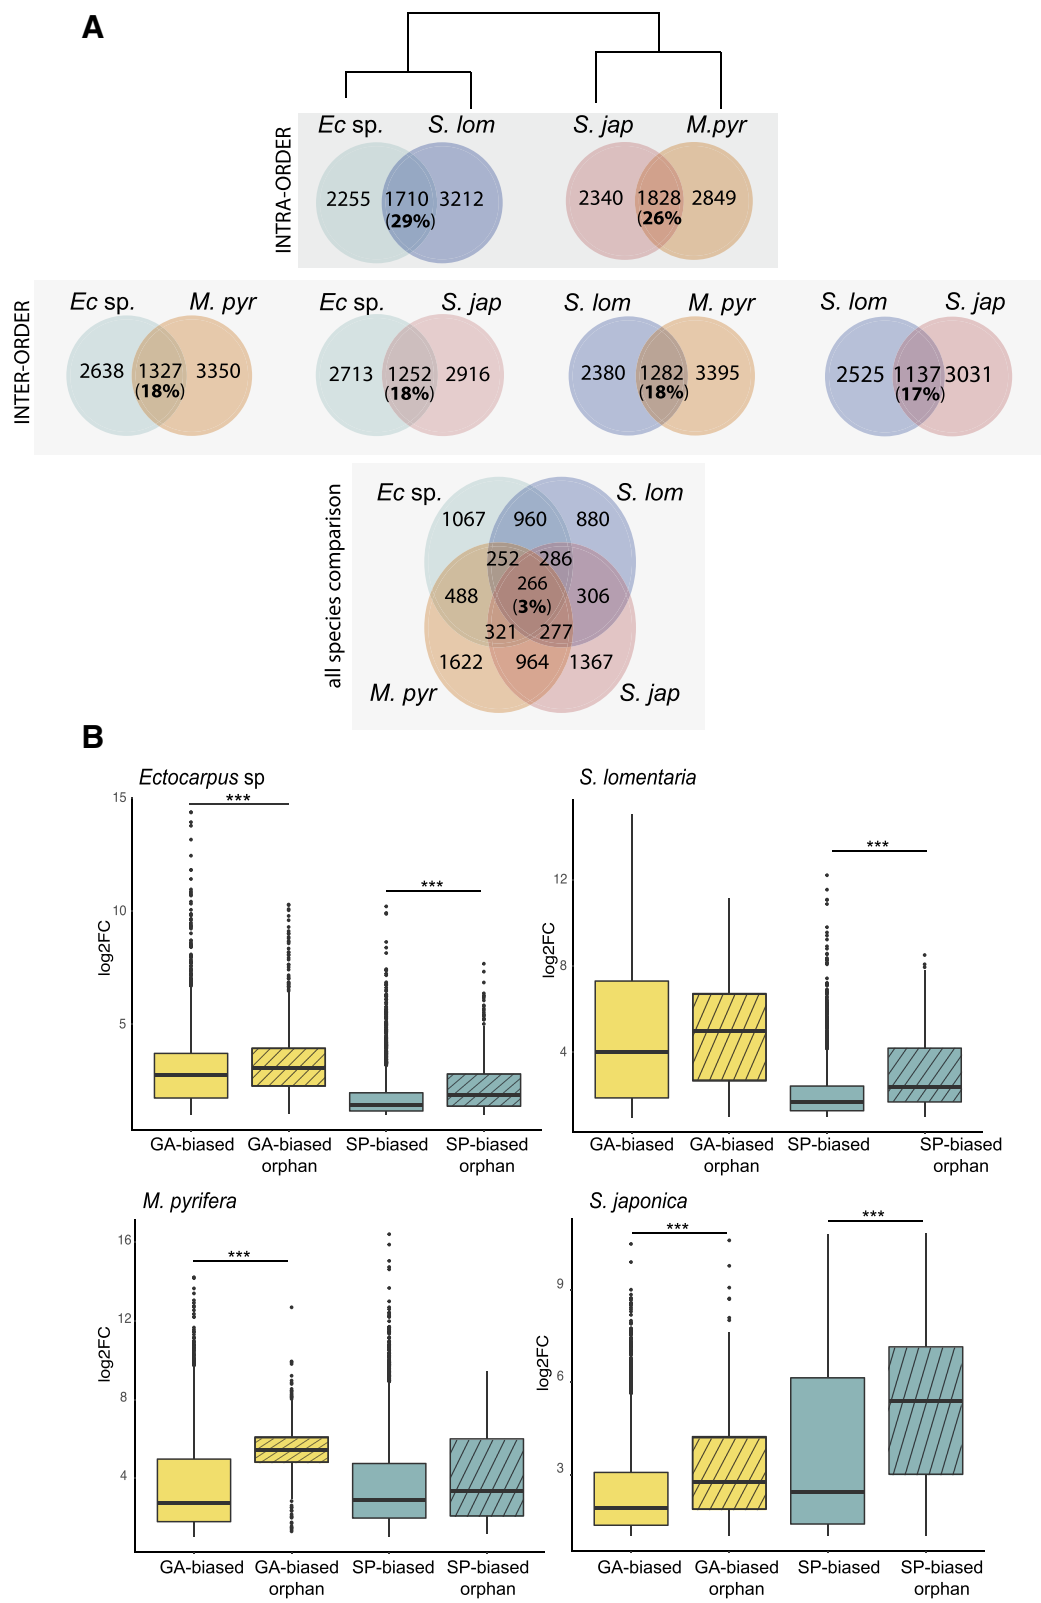 A
Ec sp. S. lom S. jap M.pyr
INTRA-ORDER
2255 1710 3212 2340 1828 2849
(29%) (26%
INTER-ORDER
Ec sp. M. pyr Ec sp. S. jap S. lom M. pyr S. lom S. jap
2638 1327 3350 2713 1252 2916 2380 1282 3395 2525 1137 3031
(18%) (18%) (18%) (17%)
all species comparison
Ec sp. S. lom
1067 960 880
252 286
266
488 (3%) 306
321 277
1622 964 1367
M. pyr S. jap
B
Ectocarpus sp
15
***
***
10
log2FC
5
GA-biased GA-biased orphan SP-biased SP-biased orphan
S. lomentaria
***
12
log2FC
8
4
GA-biased GA-biased orphan SP-biased SP-biased orphan
M. pyrifera
16
***
12
log2FC
8
4
GA-biased GA-biased orphan SP-biased SP-biased orphan
S. japonica
***
***
9
log2FC
6
3
GA-biased GA-biased orphan SP-biased SP-biased orphan